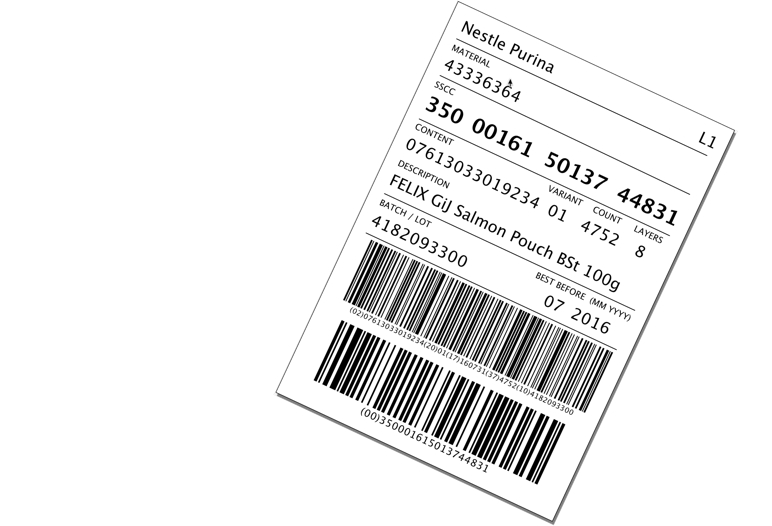 Nestle Purina
L1
MATERIAL
43336364
SSCC
350 00161 50137 44831
CONTENT VARIANT COUNT LAYERS
07613033019234 01 4752 8
DESCRIPTION
FELIX GiJ Salmon Pouch BSt 100g
BATCH / LOT BEST BEFORE (MM YYYY)
4182093300 07 2016
(02)07613033019234(20)01(17)160731(37)4752(10)4182093300
(00)350001615013744831